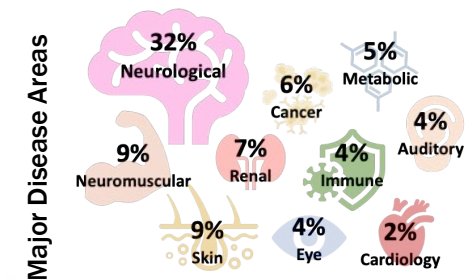 Major Disease Areas
32%
Neurological
6%
Cancer
5%
Metabolic
4%
Auditory
9%
Neuromuscular
7%
Renal
4%
Immune
9%
Skin
4%
Eye
2%
Cardiology